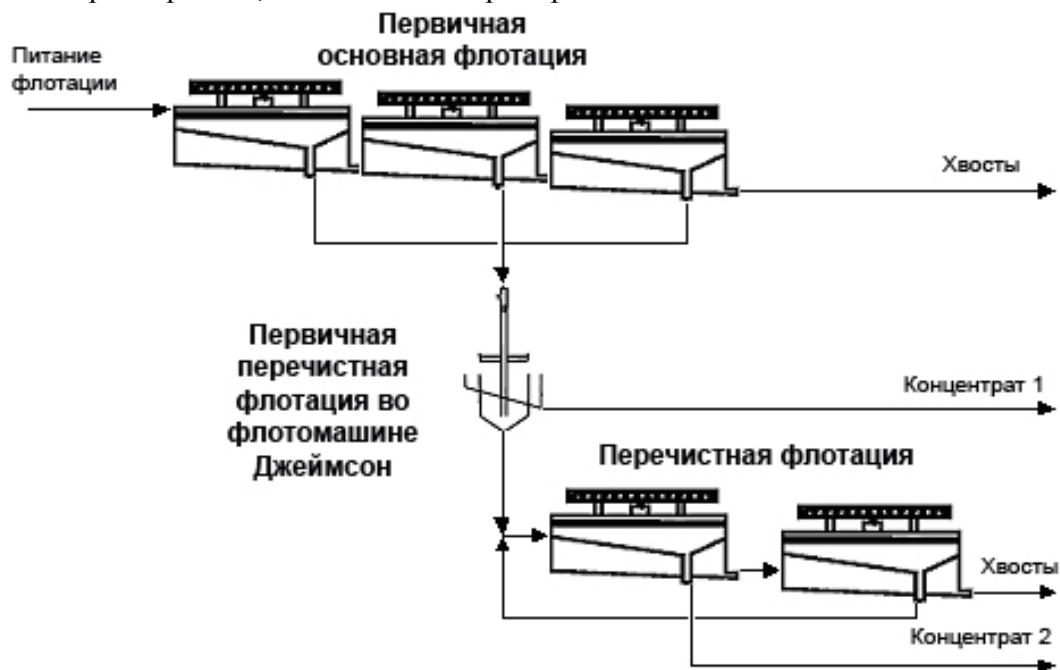 Первичная
основная флотация
Питание
флотации
Хвосты
Первичная
перечистная
флотация во
флотомашине
Джеймсон
Концентрат 1
Перечистная флотация
Хвосты
Концентрат 2